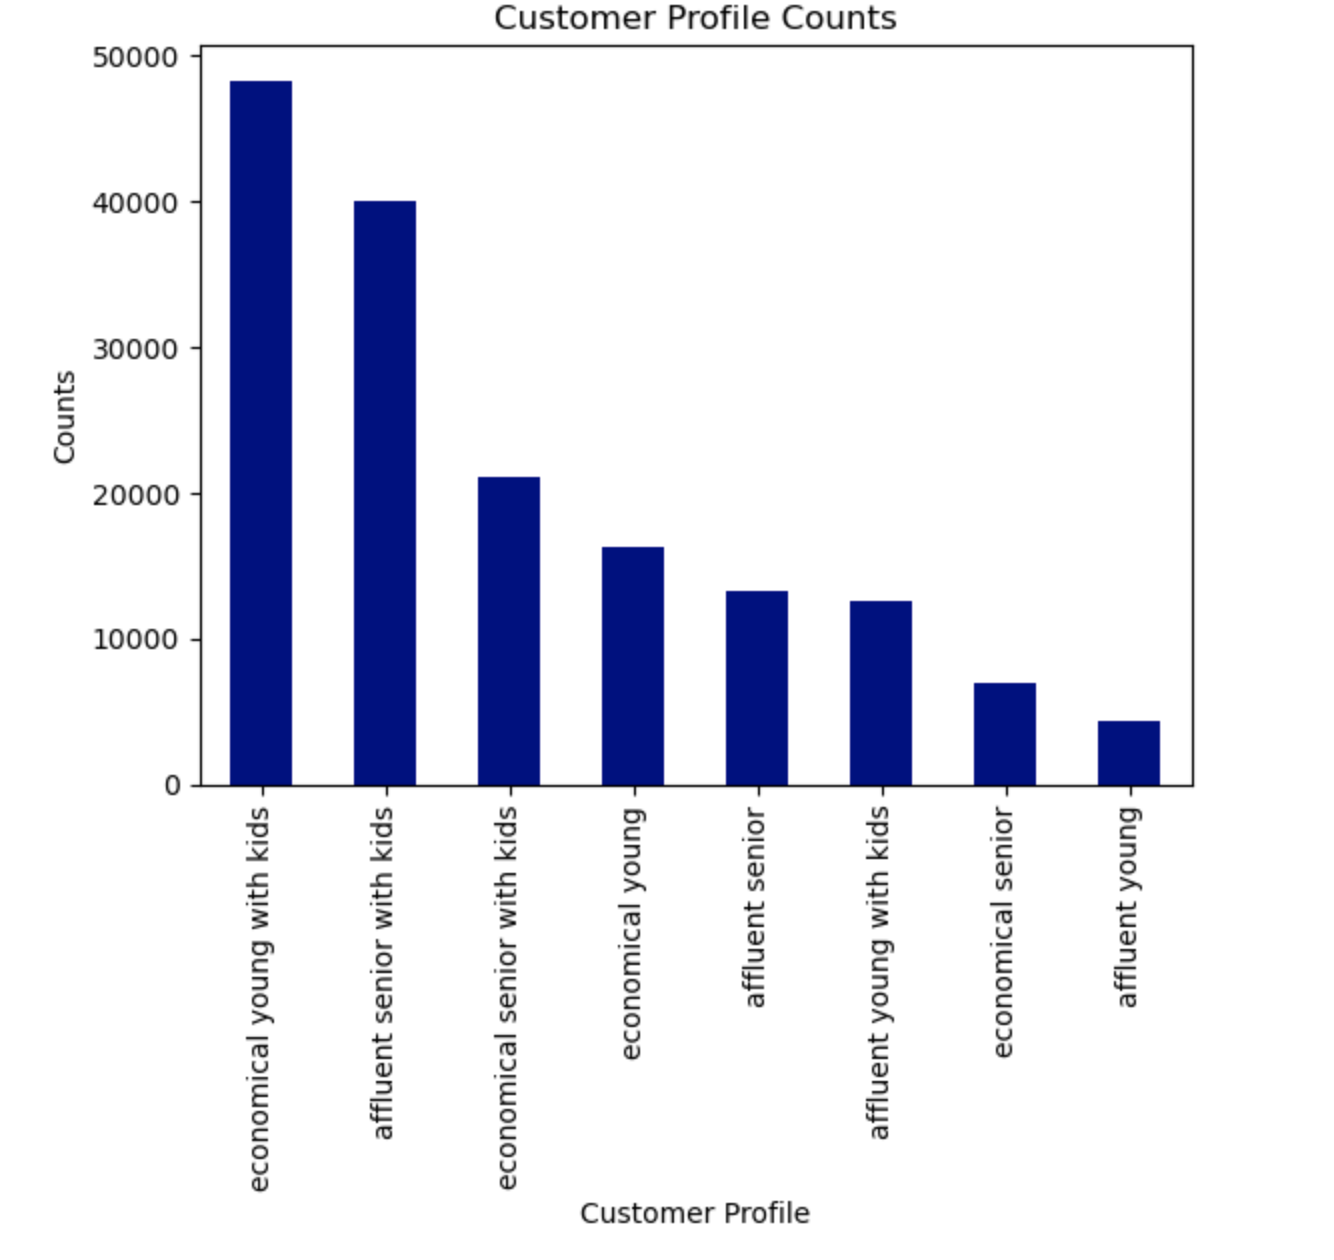 Customer Profile Counts
50000
40000
30000
20000
10000
0
Counts
economical young with kids
affluent senior with kids
economical senior with kids
economical young
affluent senior
affluent young with kids
economical senior
affluent young
Customer Profile